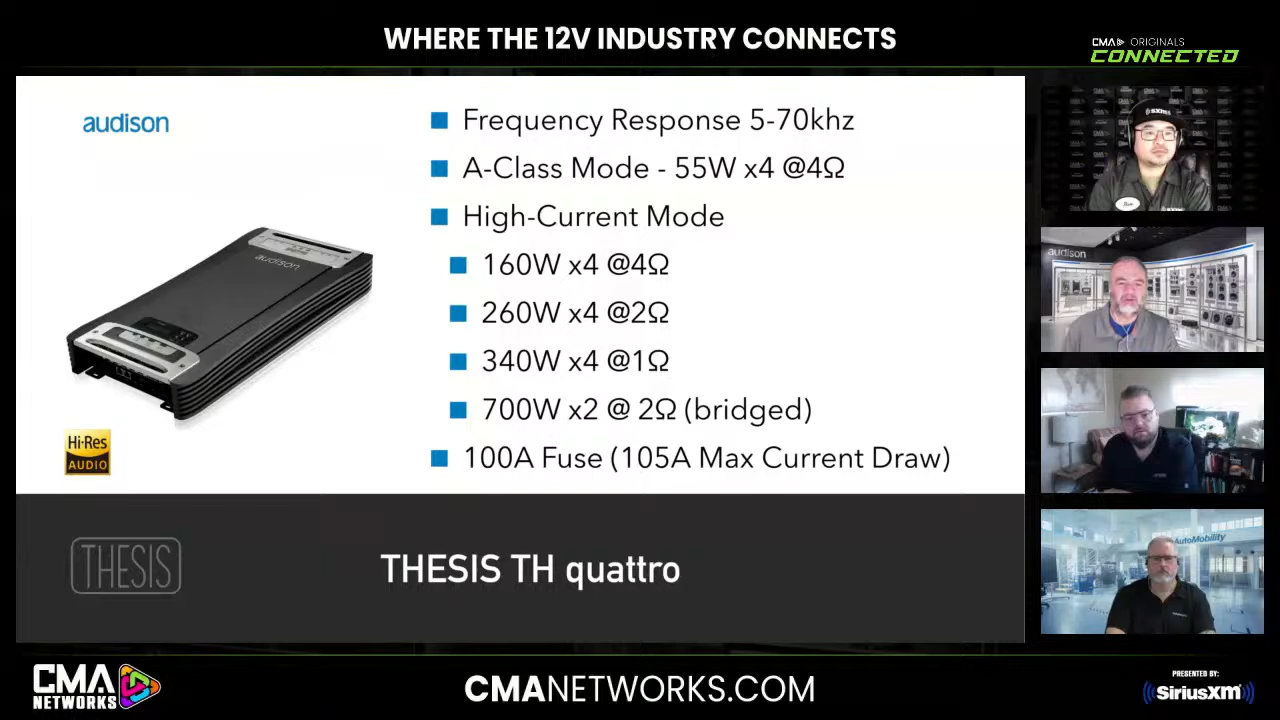 WHERE THE 12V INDUSTRY CONNECTS
CMA ORIGINALS
CONNECTED
audison
Frequency Response 5-70khz
A-Class Mode - 55W x4 @4Ω
High-Current Mode
160W x4 @4Ω
260W x4 @2Ω
340W x4 @1Ω
700W x2 @ 2Ω (bridged)
100A Fuse (105A Max Current Draw)
audison
Hi-Res
AUDIO
THESIS
THESIS TH quattro
audison
AutoMobility
CMA
NETWORKS
CMANETWORKS.COM
PRESENTED BY:
SiriusXM